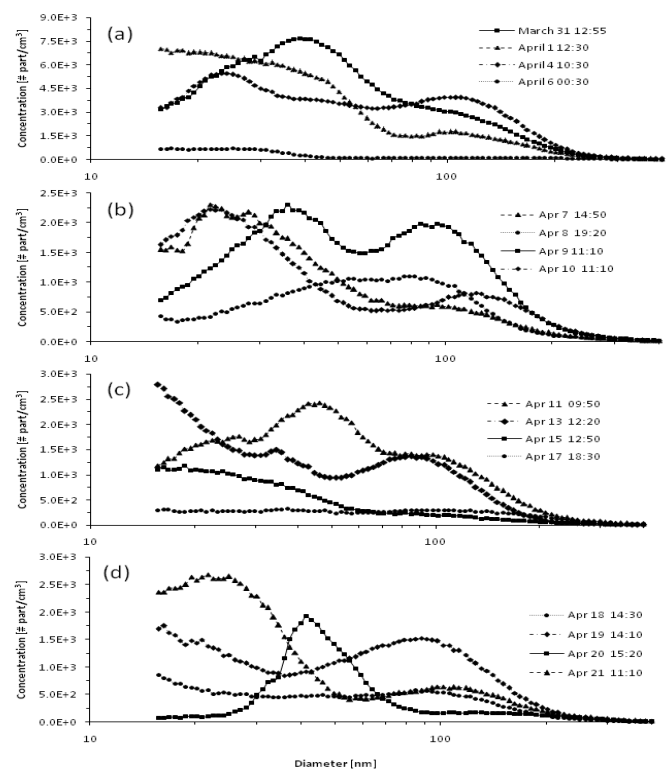 (a)
Concentration [# part/cm³]
9.0E+3
7.5E+3
6.0E+3
4.5E+3
3.0E+3
1.5E+3
0.0E+0
10
100
March 31 12:55
April 1 12:30
April 4 10:30
April 6 00:30
(b)
Concentration [# part/cm³]
2.5E+3
2.0E+3
1.5E+3
1.0E+3
5.0E+2
0.0E+0
10
100
Apr 7 14:50
Apr 8 19:20
Apr 9 11:10
Apr 10 11:10
(c)
Concentration [# part/cm³]
3.0E+3
2.5E+3
2.0E+3
1.5E+3
1.0E+3
5.0E+2
0.0E+0
10
100
Apr 11 09:50
Apr 13 12:20
Apr 15 12:50
Apr 17 18:30
(d)
Concentration [# part/cm³]
3.0E+3
2.5E+3
2.0E+3
1.5E+3
1.0E+3
5.0E+2
0.0E+0
10
100
Apr 18 14:30
Apr 19 14:10
Apr 20 15:20
Apr 21 11:10
Diameter [nm]